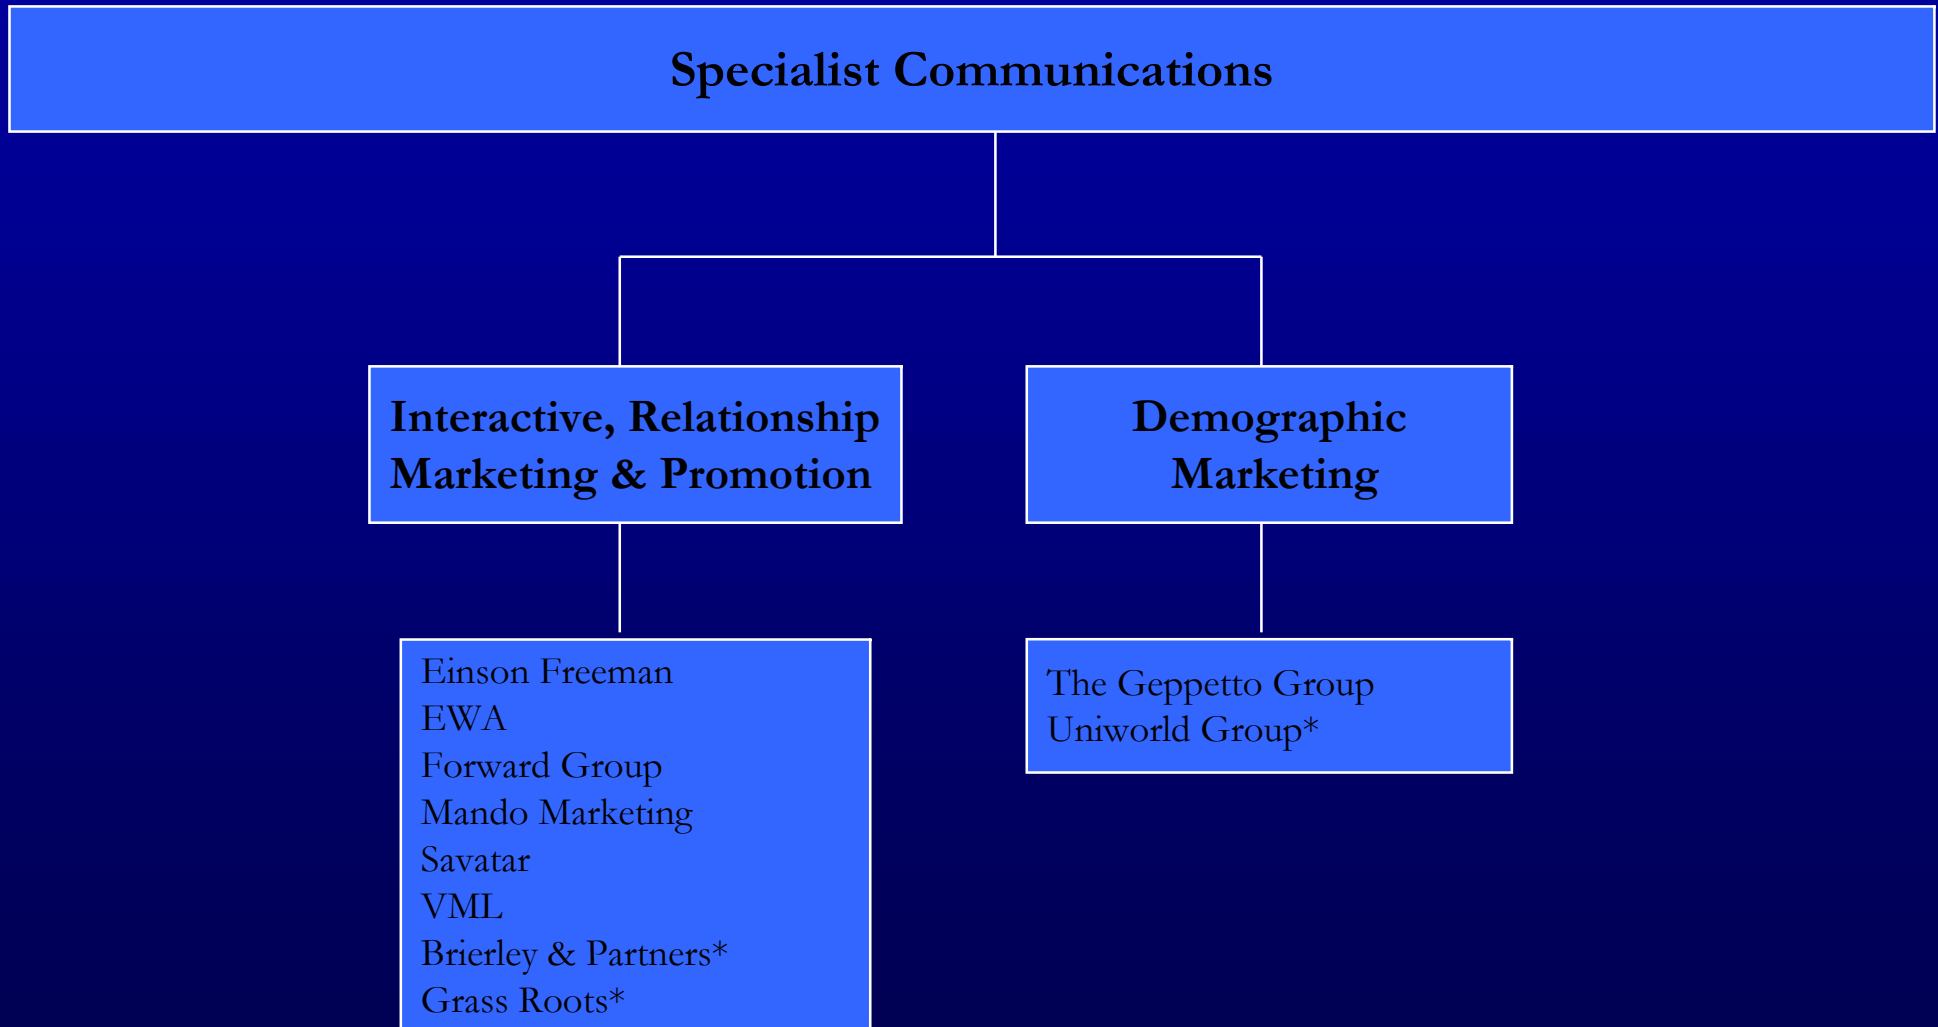 Specialist Communications
Interactive, Relationship
Marketing & Promotion
Demographic
Marketing
Einson Freeman
EWA
Forward Group
Mando Marketing
Savatar
VML
Brierley & Partners*
Grass Roots*
The Geppetto Group
Uniworld Group*